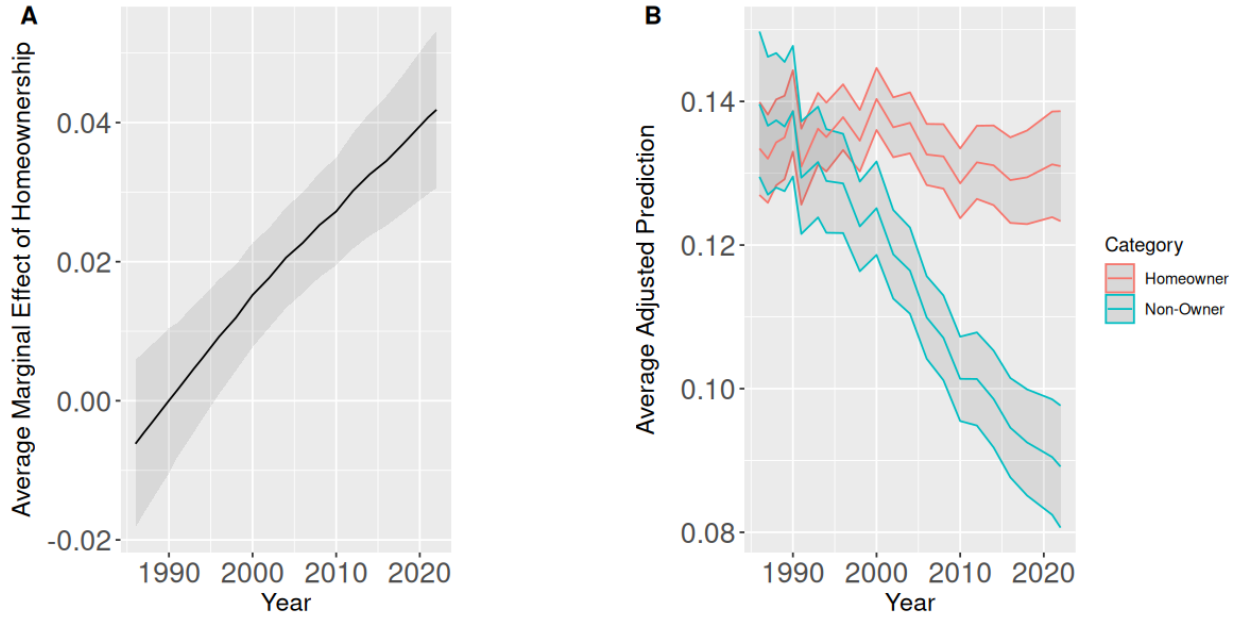 A
Average Marginal Effect of Homeownership
0.04
0.02
0.00
-0.02
1990 2000 2010 2020
Year
B
Average Adjusted Prediction
0.14
0.12
0.10
0.08
1990 2000 2010 2020
Year
Category
Homeowner
Non-Owner